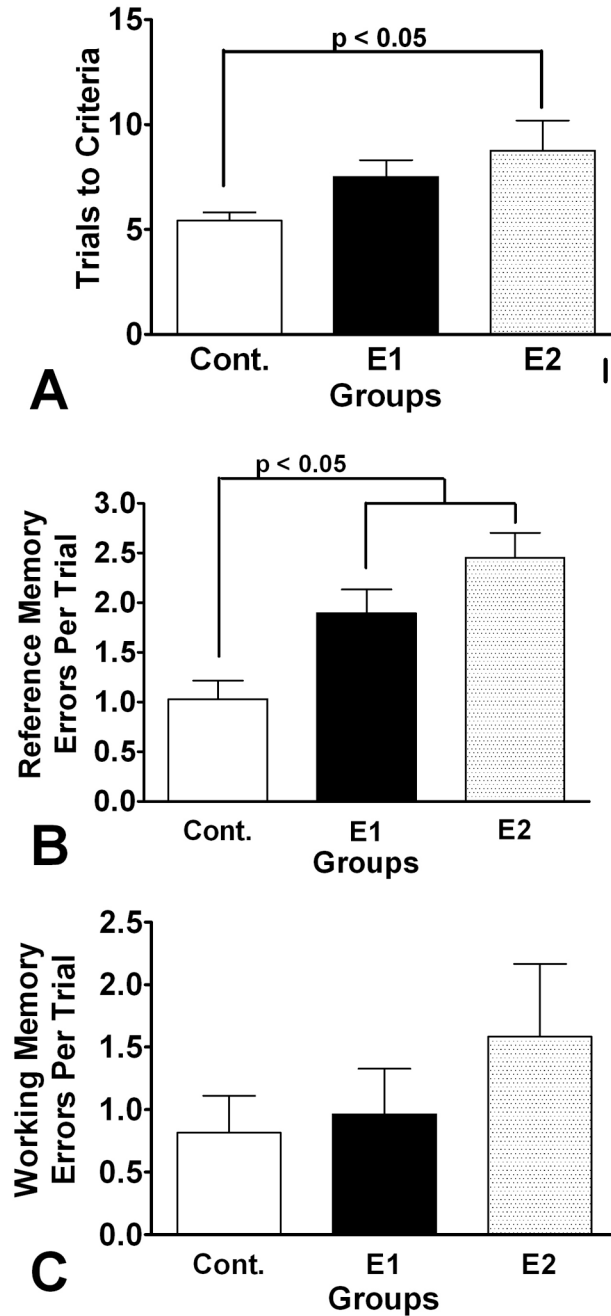 15
p < 0.05
10
Trials to Criteria
5
0
Cont. E1 E2
A
Groups
p < 0.05
3.0
2.5
2.0
Reference Memory
Errors Per Trial
1.5
1.0
0.5
0.0
Cont. E1 E2
B
Groups
2.5
2.0
Working Memory
Errors Per Trial
1.5
1.0
0.5
0.0
Cont. E1 E2
C
Groups